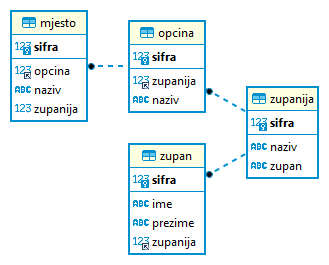 mjesto
123 sifra
123 opcina
ABC naziv
123 zupanija
opcina
123 sifra
123 zupanija
ABC naziv
zupanija
123 sifra
ABC naziv
ABC zupan
zupan
123 sifra
ABC ime
ABC prezime
123 zupanija